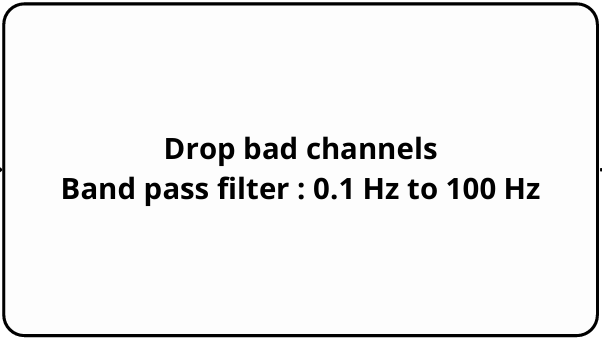 Drop bad channels
Band pass filter : 0.1 Hz to 100 Hz